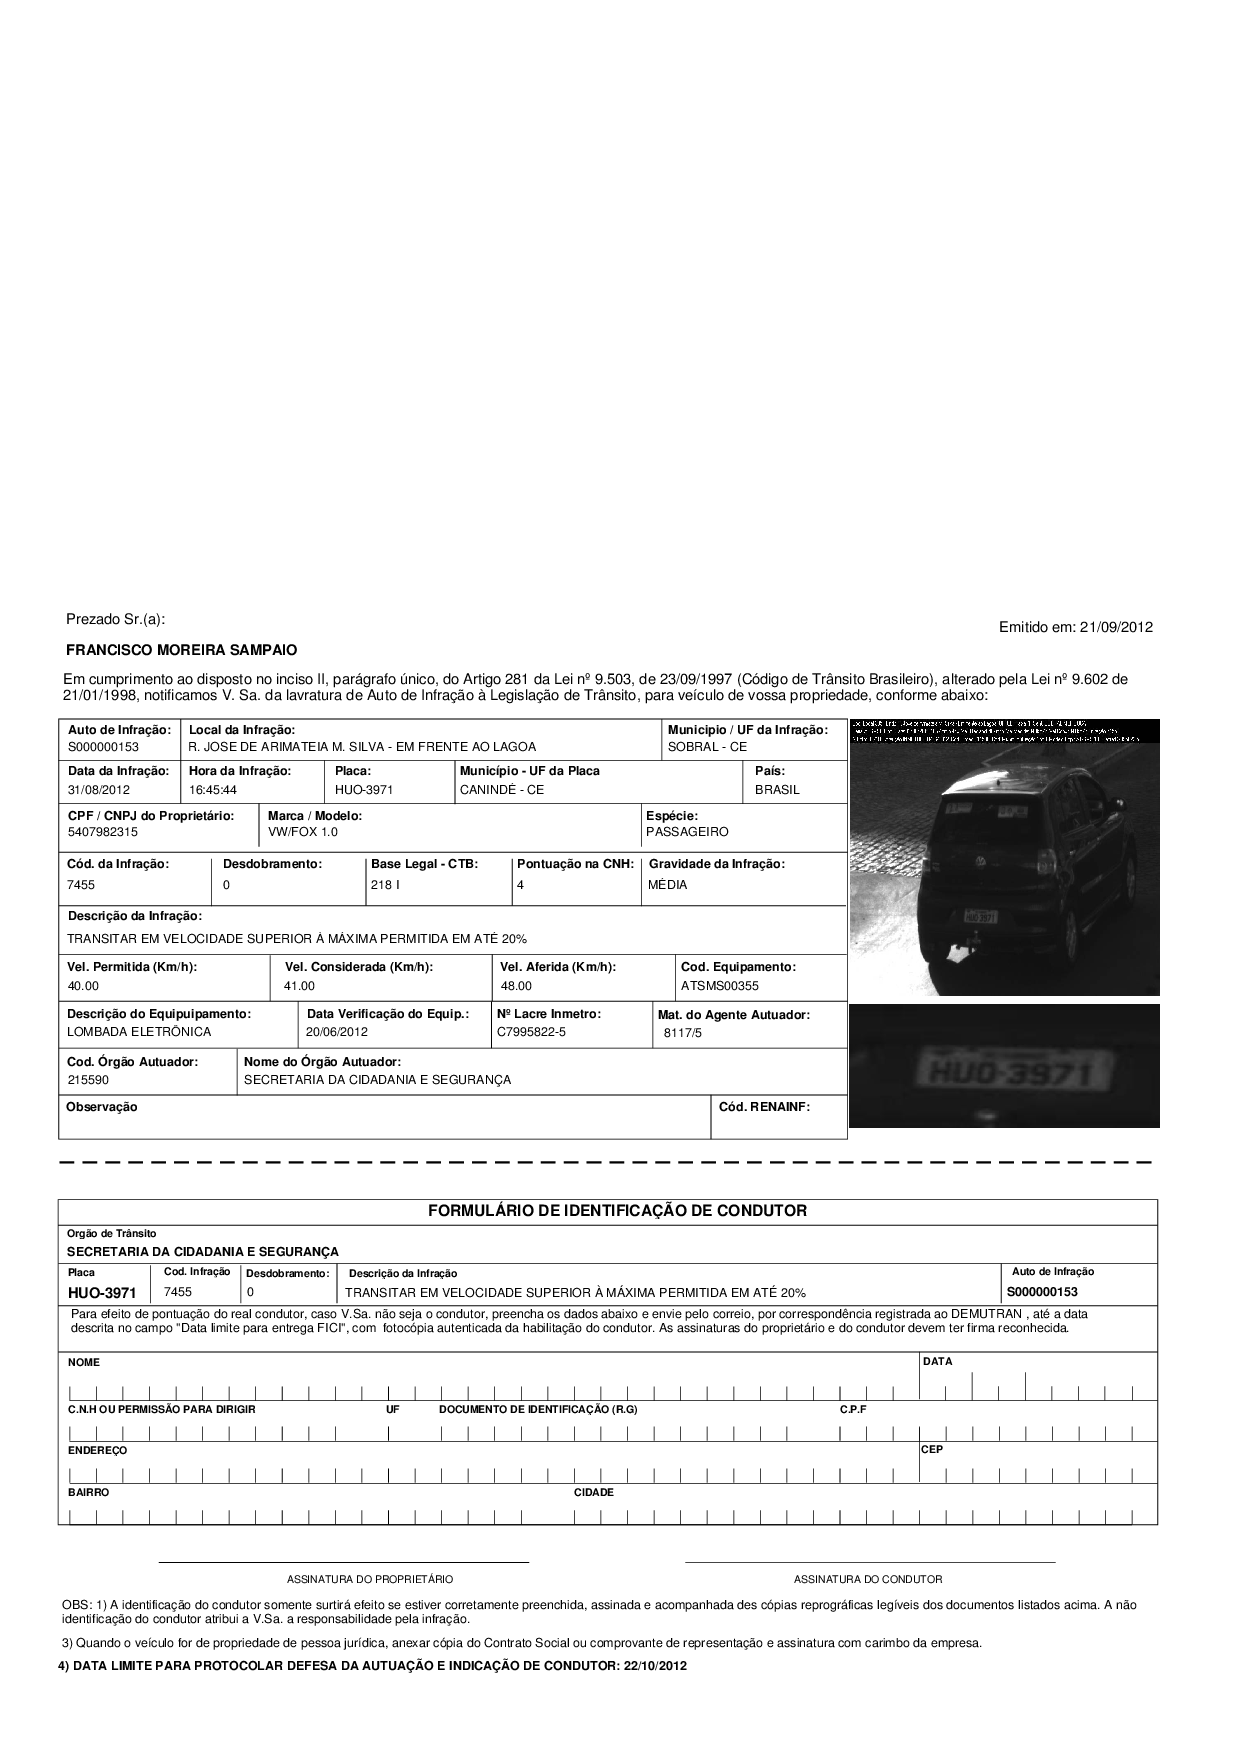 Prezado Sr.(a):
Emitido em: 21/09/2012
FRANCISCO MOREIRA SAMPAIO
Em cumprimento ao disposto no inciso II, parágrafo único, do Artigo 281 da Lei nº 9.503, de 23/09/1997 (Código de Trânsito Brasileiro), alterado pela Lei nº 9.602 de
21/01/1998, notificamos V. Sa. da lavratura de Auto de Infração à Legislação de Trânsito, para veículo de vossa propriedade, conforme abaixo:
Auto de Infração: Local da Infração: Municipio / UF da Infração:
S000000153 R. JOSE DE ARIMATEIA M. SILVA - EM FRENTE AO LAGOA SOBRAL - CE
Data da Infração: Hora da Infração: Placa: Município - UF da Placa País:
31/08/2012 16:45:44 HUO-3971 CANINDÉ - CE BRASIL
CPF / CNPJ do Proprietário: Marca / Modelo: Espécie:
5407982315 VW/FOX 1.0 PASSAGEIRO
Cód. da Infração: Desdobramento: Base Legal - CTB: Pontuação na CNH: Gravidade da Infração:
7455 0 218 I 4 MÉDIA
Descrição da Infração:
TRANSITAR EM VELOCIDADE SUPERIOR À MÁXIMA PERMITIDA EM ATÉ 20%
Vel. Permitida (Km/h): Vel. Considerada (Km/h): Vel. Aferida (Km/h): Cod. Equipamento:
40.00 41.00 48.00 ATSMS00355
Descrição do Equipuipamento: Data Verificação do Equip.: Nº Lacre Inmetro: Mat. do Agente Autuador:
LOMBADA ELETRÔNICA 20/06/2012 C7995822-5 8117/5
Cod. Órgão Autuador: Nome do Órgão Autuador:
215590 SECRETARIA DA CIDADANIA E SEGURANÇA
Observação Cód. RENAINF:
HUO 3971
HUO-3971
FORMULÁRIO DE IDENTIFICAÇÃO DE CONDUTOR
Orgão de Trânsito
SECRETARIA DA CIDADANIA E SEGURANÇA
Placa Cod. Infração Desdobramento: Descrição da Infração Auto de Infração
HUO-3971 7455 0 TRANSITAR EM VELOCIDADE SUPERIOR À MÁXIMA PERMITIDA EM ATÉ 20% S000000153
Para efeito de pontuação do real condutor, caso V.Sa. não seja o condutor, preencha os dados abaixo e envie pelo correio, por correspondência registrada ao DEMUTRAN , até a data
descrita no campo "Data limite para entrega FICI", com fotocópia autenticada da habilitação do condutor. As assinaturas do proprietário e do condutor devem ter firma reconhecida.
NOME DATA
C.N.H OU PERMISSÃO PARA DIRIGIR UF DOCUMENTO DE IDENTIFICAÇÃO (R.G) C.P.F
ENDEREÇO CEP
BAIRRO CIDADE
ASSINATURA DO PROPRIETÁRIO ASSINATURA DO CONDUTOR
OBS: 1) A identificação do condutor somente surtirá efeito se estiver corretamente preenchida, assinada e acompanhada des cópias reprográficas legíveis dos documentos listados acima. A não
identificação do condutor atribui a V.Sa. a responsabilidade pela infração.
3) Quando o veículo for de propriedade de pessoa jurídica, anexar cópia do Contrato Social ou comprovante de representação e assinatura com carimbo da empresa.
4) DATA LIMITE PARA PROTOCOLAR DEFESA DA AUTUAÇÃO E INDICAÇÃO DE CONDUTOR: 22/10/2012